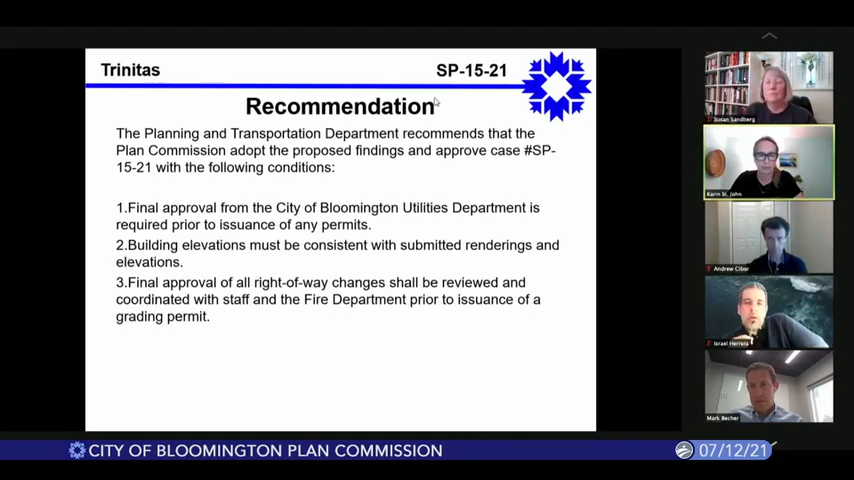 Trinitas
SP-15-21
Recommendation
The Planning and Transportation Department recommends that the
Plan Commission adopt the proposed findings and approve case #SP-
15-21 with the following conditions:
1.Final approval from the City of Bloomington Utilities Department is
required prior to issuance of any permits.
2.Building elevations must be consistent with submitted renderings and
elevations.
3.Final approval of all right-of-way changes shall be reviewed and
coordinated with staff and the Fire Department prior to issuance of a
grading permit.
Susan Sandberg
Karin St. John
Andrew Cibor
Israel Herrera
Mark Becher
CITY OF BLOOMINGTON PLAN COMMISSION
07/12/21